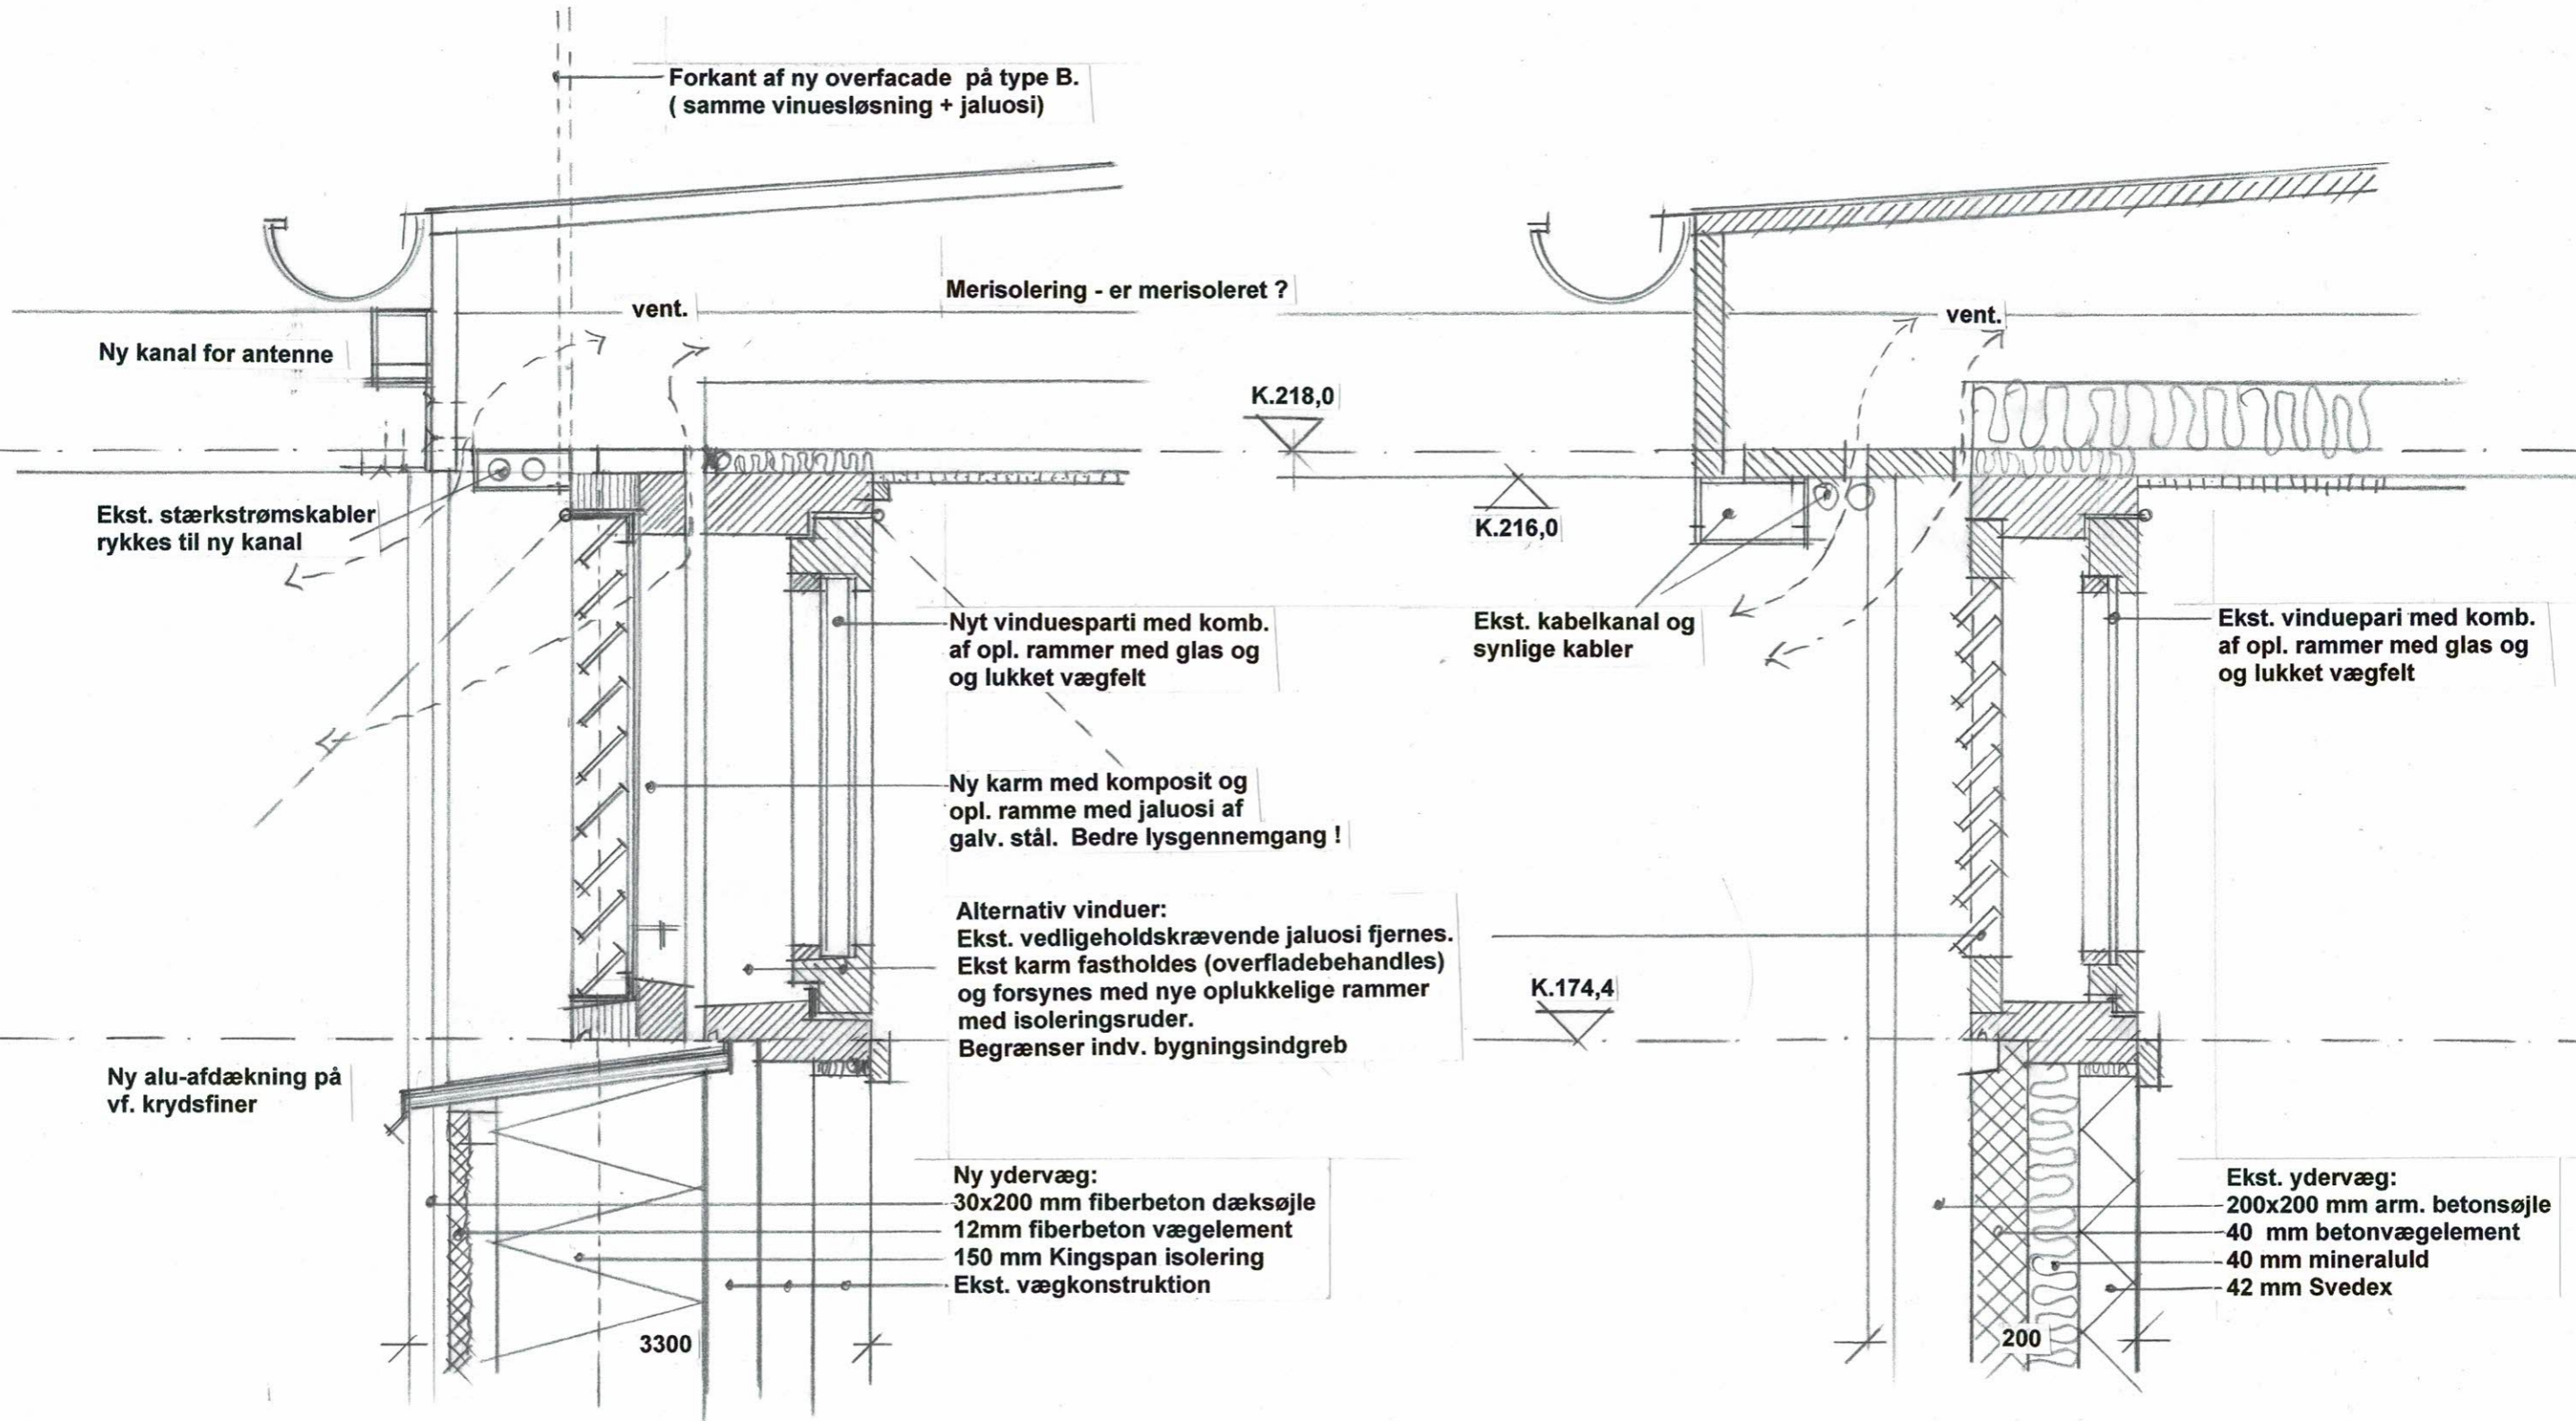 Forkant af ny overfacade på type B.
( samme vinuesløsning + jaluosi)
Merisolering - er merisoleret ?
vent.
vent.
Ny kanal for antenne
K.218,0
K.216,0
Ekst. stærkstrømskabler
rykkes til ny kanal
Nyt vinduesparti med komb.
af opl. rammer med glas og
og lukket vægfelt
Ekst. kabelkanal og
synlige kabler
Ekst. vinduepari med komb.
af opl. rammer med glas og
og lukket vægfelt
Ny karm med komposit og
opl. ramme med jaluosi af
galv. stål. Bedre lysgennemgang !
Alternativ vinduer:
Ekst. vedligeholdskrævende jaluosi fjernes.
Ekst karm fastholdes (overfladebehandles)
og forsynes med nye oplukkelige rammer
med isoleringsruder.
Begrænser indv. bygningsindgreb
K.174,4
Ny alu-afdækning på
vf. krydsfiner
Ny ydervæg:
30x200 mm fiberbeton dæksøjle
12mm fiberbeton vægelement
150 mm Kingspan isolering
Ekst. vægkonstruktion
Ekst. ydervæg:
200x200 mm arm. betonsøjle
40 mm betonvægelement
40 mm mineraluld
42 mm Svedex
3300
200